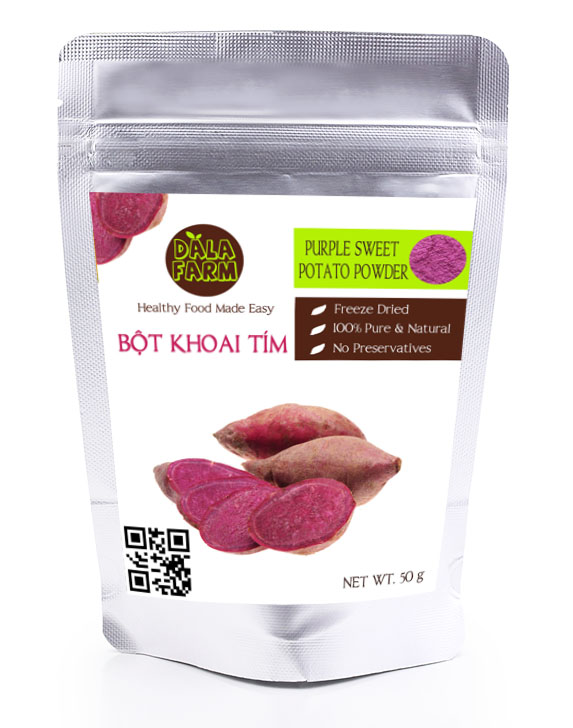 DALA
FARM
Healthy Food Made Easy
BỘT KHOAI TÍM
PURPLE SWEET
POTATO POWDER
Freeze Dried
100% Pure & Natural
No Preservatives
NET WT. 50 g